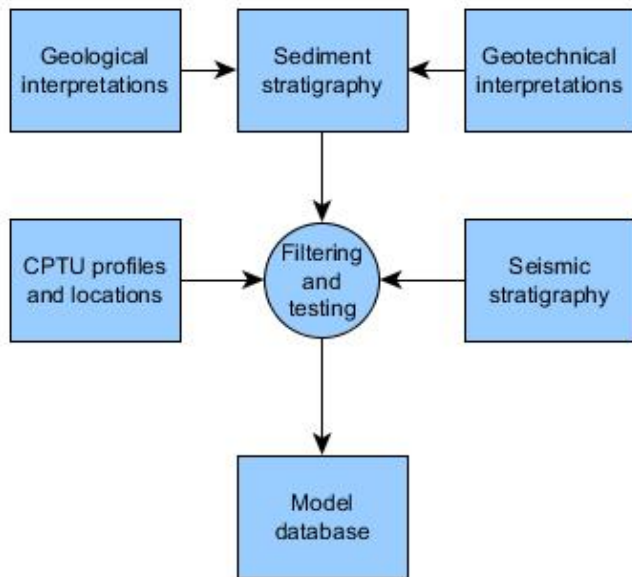 Geological
interpretations
Sediment
stratigraphy
Geotechnical
interpretations
CPTU profiles
and locations
Filtering
and
testing
Seismic
stratigraphy
Model
database